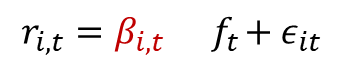 r_{i,t} = β_{i,t} f_t + ϵ_{it}